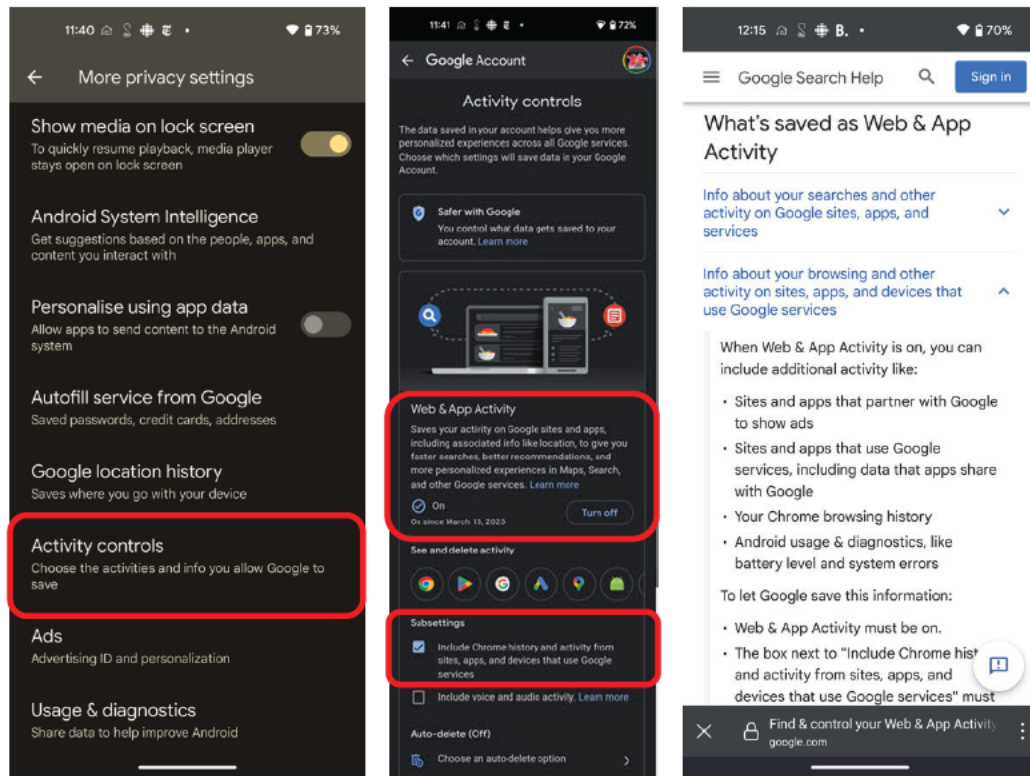 11:40
73%
More privacy settings
Show media on lock screen
To quickly resume playback, media player
stays open on lock screen
Android System Intelligence
Get suggestions based on the people, apps, and
content you interact with
Personalise using app data
Allow apps to send content to the Android
system
Autofill service from Google
Saved passwords, credit cards, addresses
Google location history
Saves where you go with your device
Activity controls
Choose the activities and info you allow Google to
save
Ads
Advertising ID and personalization
Usage & diagnostics
Share data to help improve Android
11:41
72%
Google Account
Activity controls
The data saved in your account helps give you more
personalized experiences across all Google services.
Choose which settings will save data in your Google
Account.
Safer with Google
You control what data gets saved to your
account. Learn more
Web & App Activity
Saves your activity on Google sites and apps,
including associated info like location, to give you
faster searches, better recommendations, and
more personalized experiences in Maps, Search,
and other Google services. Learn more
On
On since March 13, 2023
Turn off
See and delete activity
Subsettings
Include Chrome history and activity from
sites, apps, and devices that use Google
services
Include voice and audio activity. Learn more
Auto-delete (Off)
Choose an auto-delete option
12:15
B.
70%
Google Search Help
Sign in
What's saved as Web & App
Activity
Info about your searches and other
activity on Google sites, apps, and
services
Info about your browsing and other
activity on sites, apps, and devices that
use Google services
When Web & App Activity is on, you can
include additional activity like:
• Sites and apps that partner with Google
to show ads
• Sites and apps that use Google
services, including data that apps share
with Google
• Your Chrome browsing history
• Android usage & diagnostics, like
battery level and system errors
To let Google save this information:
• Web & App Activity must be on.
• The box next to "Include Chrome hist
and activity from sites, apps, and
devices that use Google services" must
Find & control your Web & App Activity
google.com